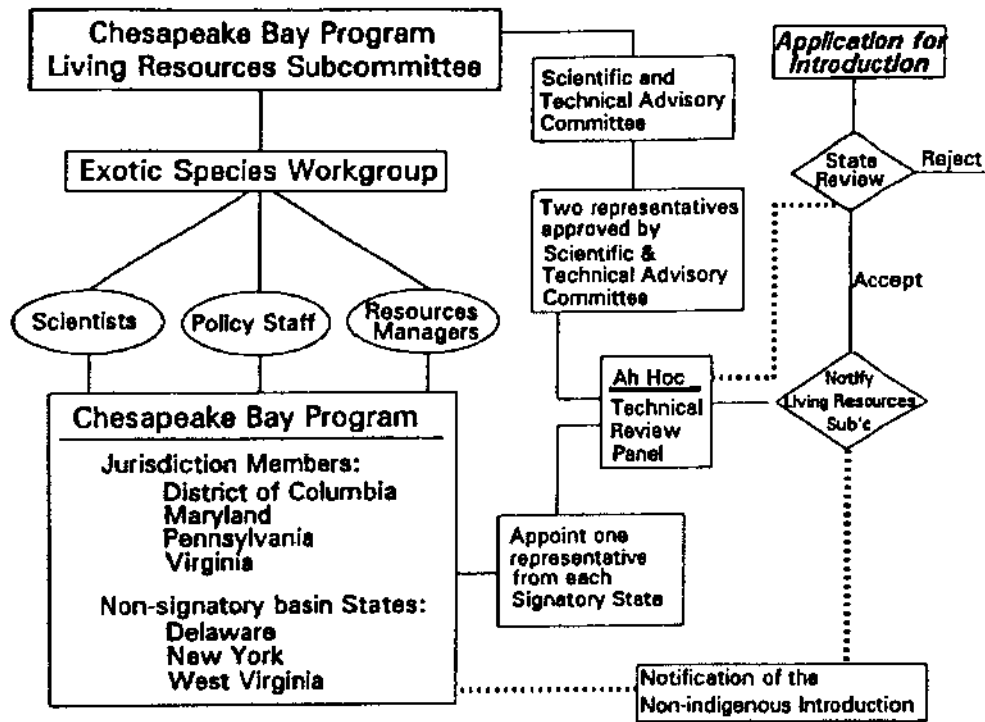 Chesapeake Bay Program
Living Resources Subcommittee
Exotic Species Workgroup
Scientists
Policy Staff
Resources
Managers
Chesapeake Bay Program
Jurisdiction Members:
District of Columbia
Maryland
Pennsylvania
Virginia
Non-signatory basin States:
Delaware
New York
West Virginia
Scientific and
Technical Advisory
Committee
Two representatives
approved by
Scientific &
Technical Advisory
Committee
Ah Hoc
Technical
Review
Panel
Appoint one
representative
from each
Signatory State
Application for
Introduction
State
Review
Reject
Accept
Notify
Living Resources
Sub'c
Notification of the
Non-indigenous Introduction